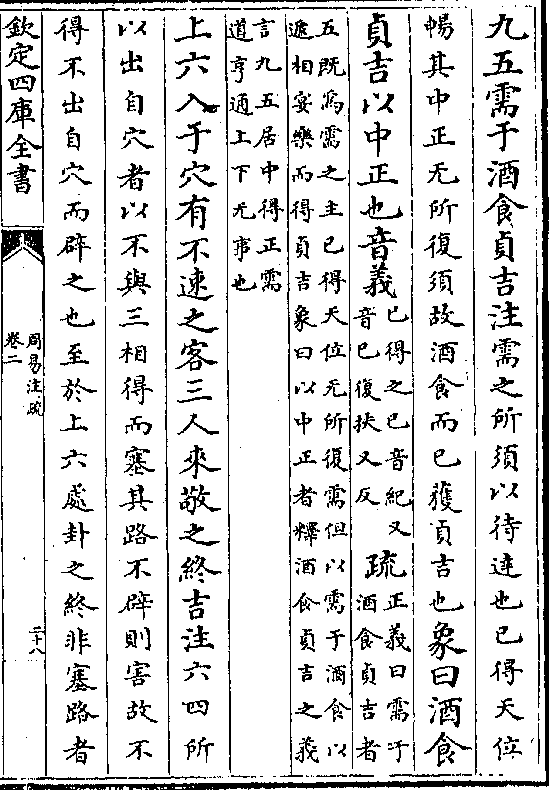 九五需于酒食貞吉注需之所須以待達也已得天位
暢其中正无所復須故酒食而已獲貞吉也象曰酒食
貞吉以中正也音義已得之已音紀又
音巳復扶又反
疏正義曰需于
酒食貞吉者
五既為需之主已得天位无所復需但以需于酒食以
遞相宴樂而得貞吉象曰以中正者釋酒食貞吉之義
言九五居中得正需
道亨通上下无事也
上六入于穴有不速之客三人來敬之終吉注六四所
以出自穴者以不與三相得而塞其路不辟則害故不
得不出自穴而辟之也至於上六處卦之終非塞路者
欽定四庫全書
周易注疏
卷二
二十八